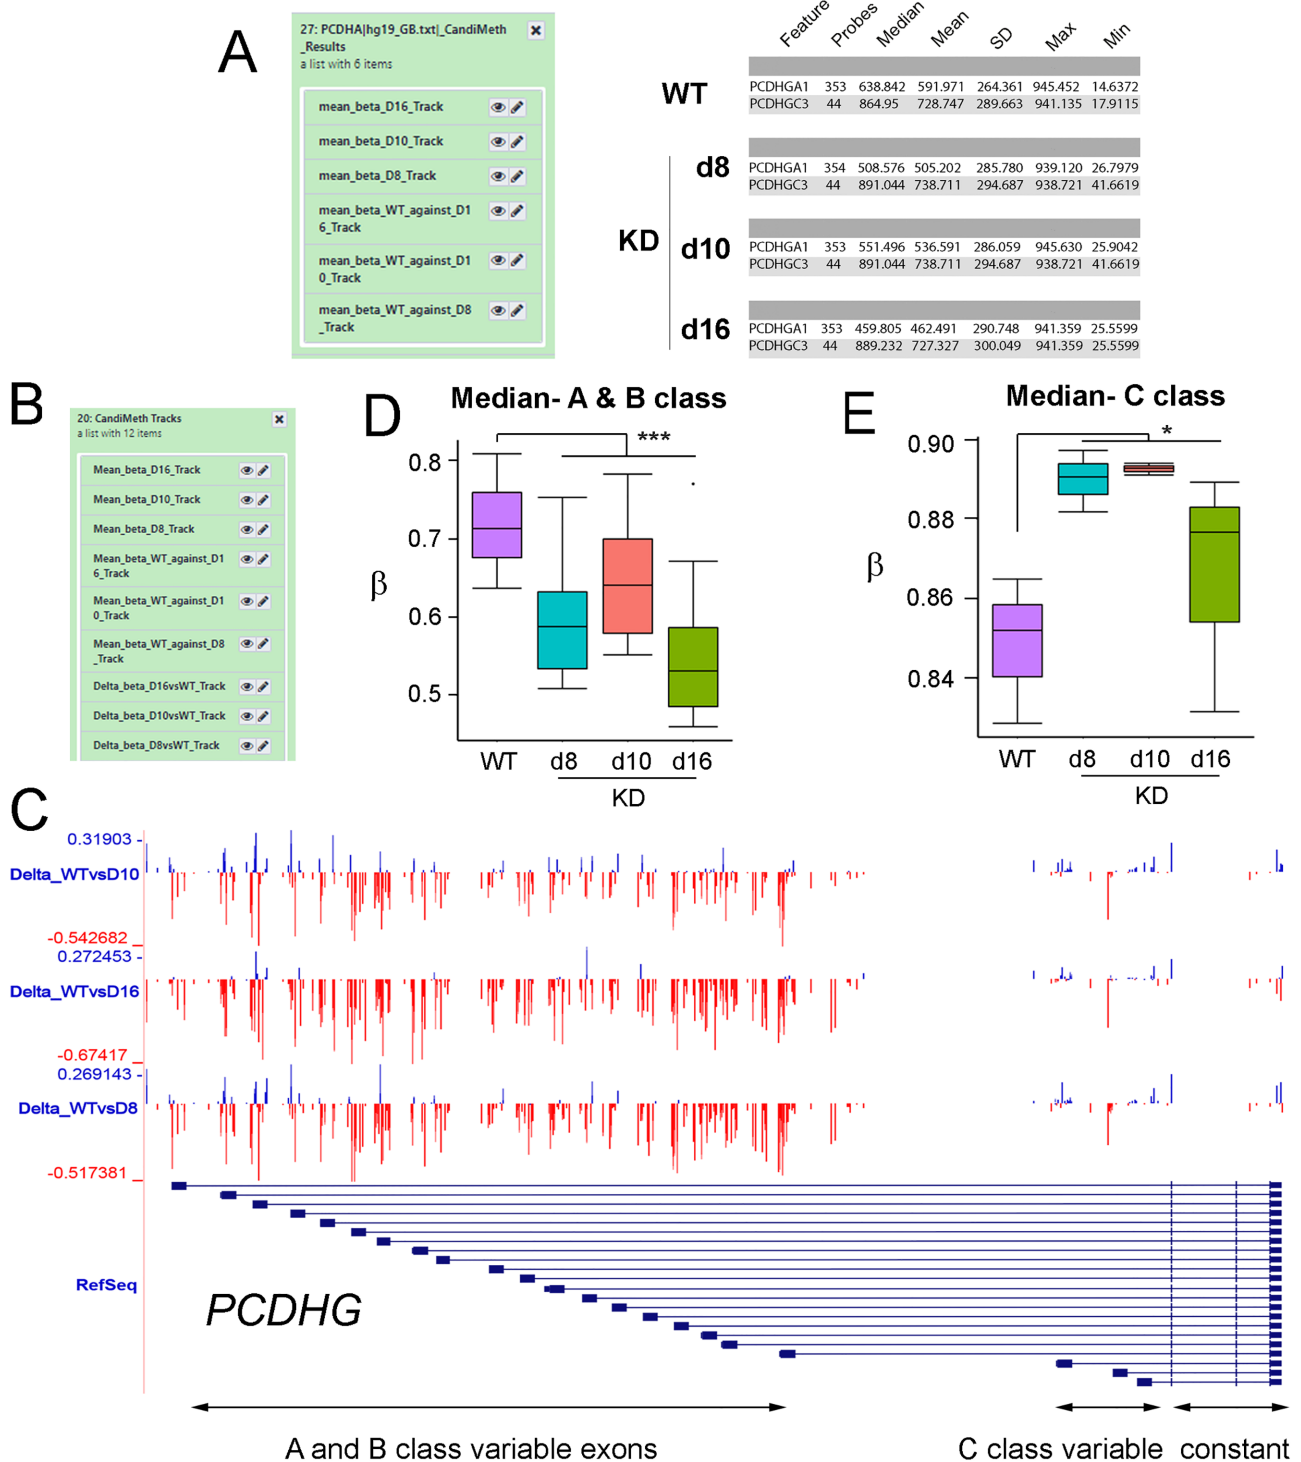 A
27: PCDHA|hg19_GB.txt|_CandiMeth
_Results
a list with 6 items
mean_beta_D16_Track
mean_beta_D10_Track
mean_beta_D8_Track
mean_beta_WT_against_D1
6_Track
mean_beta_WT_against_D1
0_Track
mean_beta_WT_against_D8
_Track
Feature Probes Median Mean SD Max Min
WT
PCDHGA1 353 638.842 591.971 264.361 945.452 14.6372
PCDHGC3 44 864.95 728.747 289.663 941.135 17.9115
KD
d8
PCDHGA1 354 508.576 505.202 285.780 939.120 26.7979
PCDHGC3 44 891.044 738.711 294.687 938.721 41.6619
d10
PCDHGA1 353 551.496 536.591 286.059 945.630 25.9042
PCDHGC3 44 891.044 738.711 294.687 938.721 41.6619
d16
PCDHGA1 353 459.805 462.491 290.748 941.359 25.5599
PCDHGC3 44 889.232 727.327 300.049 941.359 25.5599
B
20: CandiMeth Tracks
a list with 12 items
Mean_beta_D16_Track
Mean_beta_D10_Track
Mean_beta_D8_Track
Mean_beta_WT_against_D1
6_Track
Mean_beta_WT_against_D1
0_Track
Mean_beta_WT_against_D8
_Track
Delta_beta_D16vsWT_Track
Delta_beta_D10vsWT_Track
Delta_beta_D8vsWT_Track
D
Median- A & B class
***
0.8
0.7
β
0.6
0.5
WT d8 d10 d16
KD
E
Median- C class
*
0.90
0.88
β
0.86
0.84
WT d8 d10 d16
KD
C
0.31903 -
Delta_WTvsD10
-0.542682 _
0.272453 -
Delta_WTvsD16
-0.67417 _
0.269143 -
Delta_WTvsD8
-0.517381 _
RefSeq
PCDHG
A and B class variable exons
C class variable constant